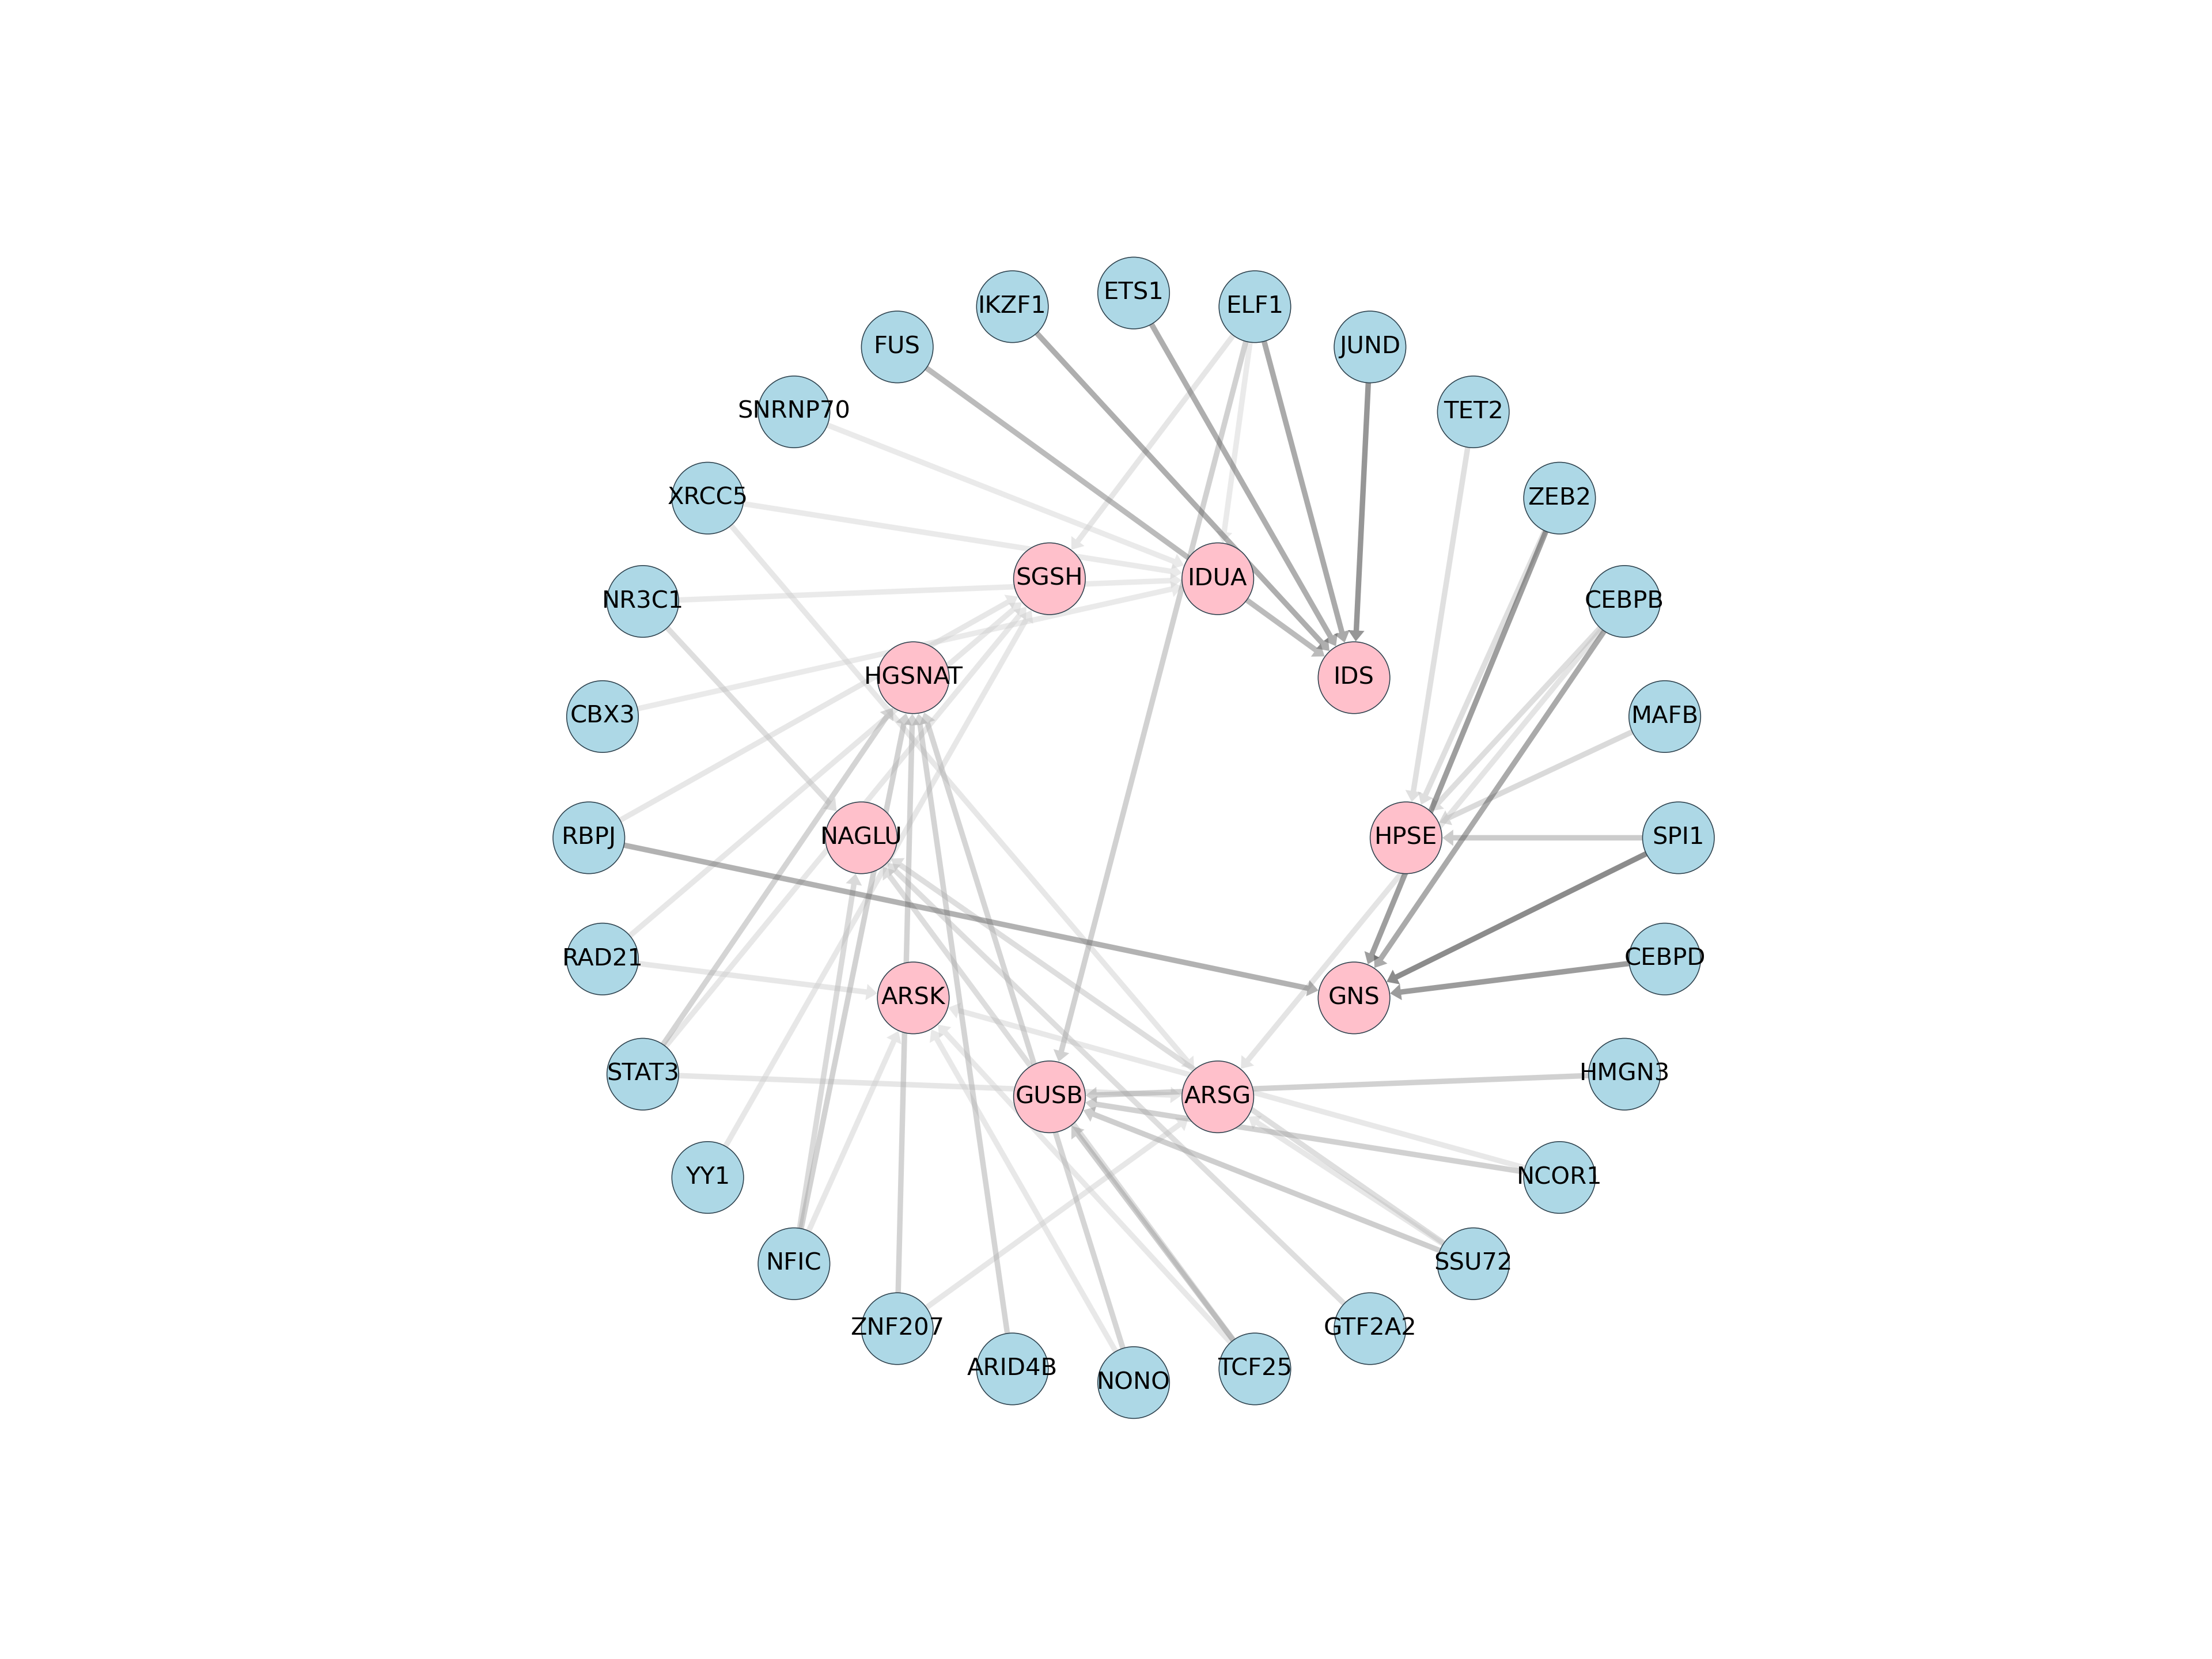 ETS1
IKZF1
ELF1
FUS
JUND
SNRNP70
TET2
XRCC5
ZEB2
SGSH
IDUA
NR3C1
CEBPB
HGSNAT
IDS
CBX3
MAFB
RBPJ
NAGLU
HPSE
SPI1
RAD21
CEBPD
ARSK
GNS
STAT3
HMGN3
GUSB
ARSG
YY1
NCOR1
NFIC
SSU72
ZNF207
GTF2A2
ARID4B
TCF25
NONO